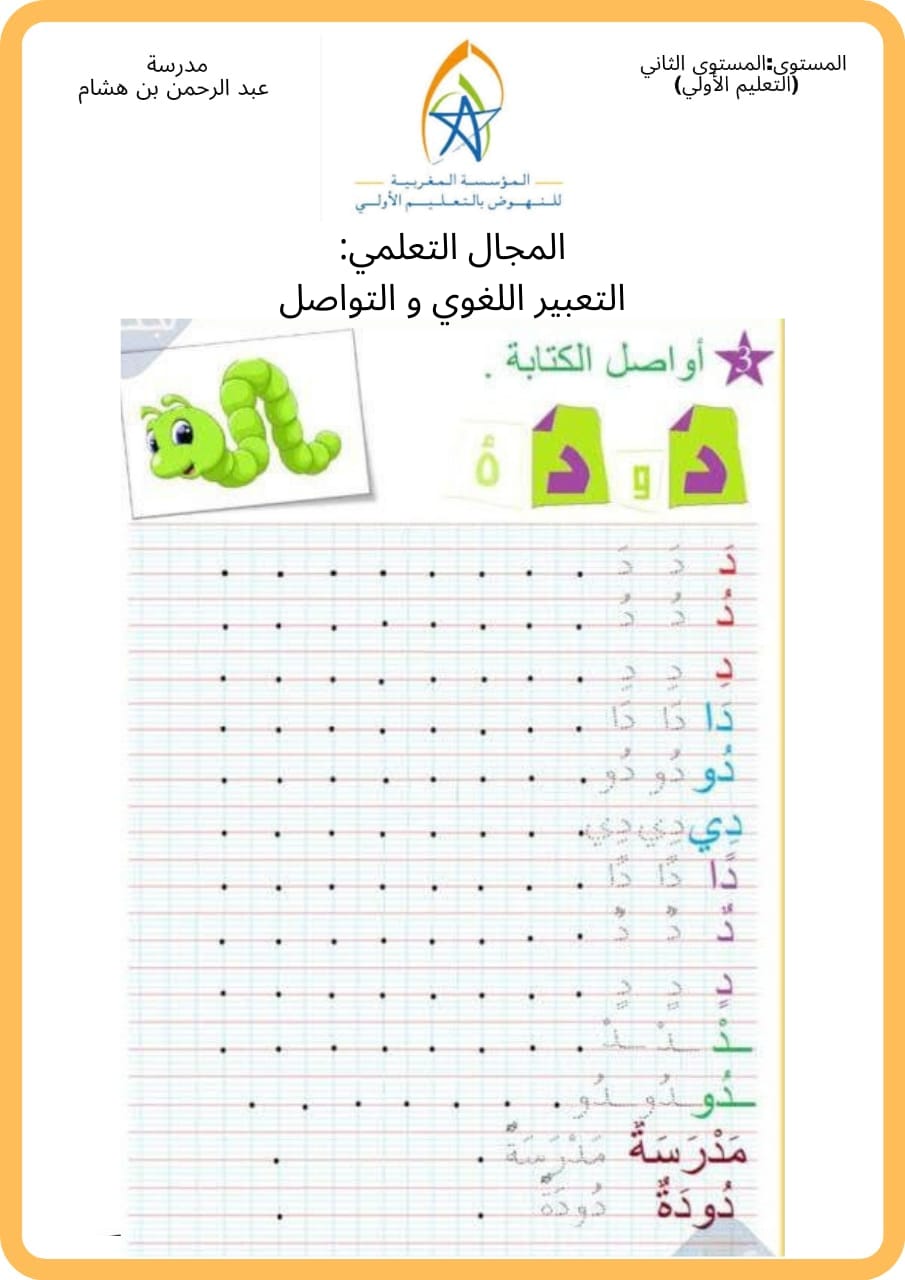 المستوى:المستوى الثاني
(التعليم الأولي)
مدرسة
عبد الرحمن بن هشام
المؤسسة المغربية
للنهوض بالتعليم الأولي
المجال التعلمي:
التعبير اللغوي و التواصل
3 أواصل الكتابة .
د و د ة
دَ دَ دَ
دُ دُ دُ
دِ دِ دِ
دَا دَا دَا
دُو دُو دُو
دِي دِي دِي
دًا دًا دًا
دٌ دٌ دٌ
دٍ دٍ دٍ
ـدْ ـدْ ـدْ
ـدُو ـدُو ـدُو
مَدْرَسَةٌ مَدْرَسَةٌ
دُودَةٌ دُودَةٌ